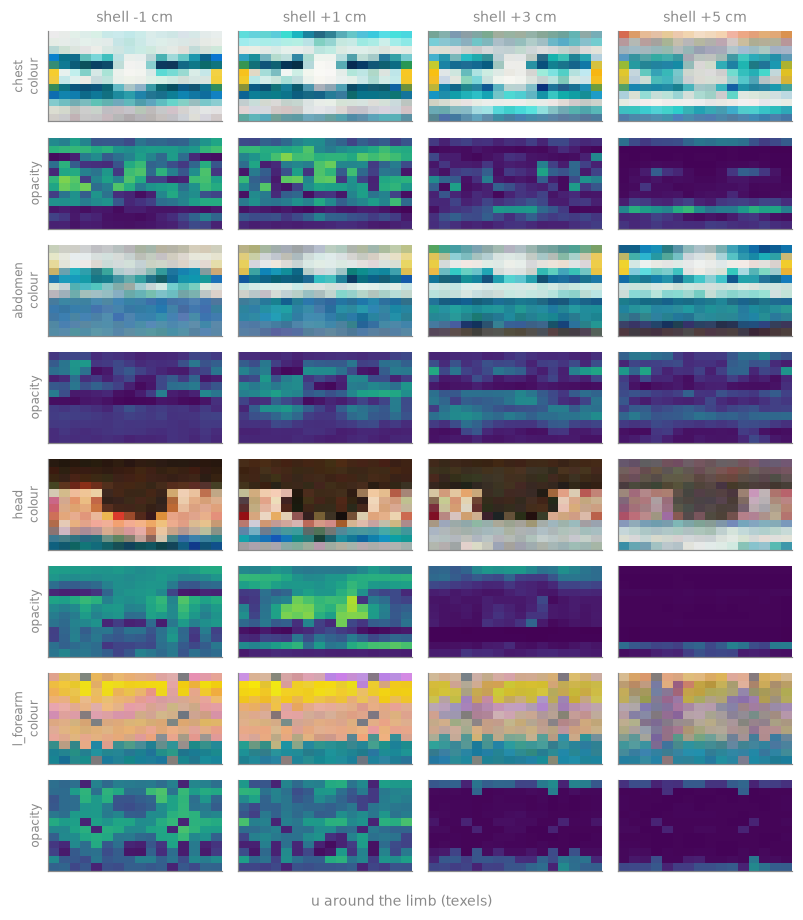 shell -1 cm
shell +1 cm
shell +3 cm
shell +5 cm
chest
colour
opacity
abdomen
colour
opacity
head
colour
opacity
l_forearm
colour
opacity
u around the limb (texels)